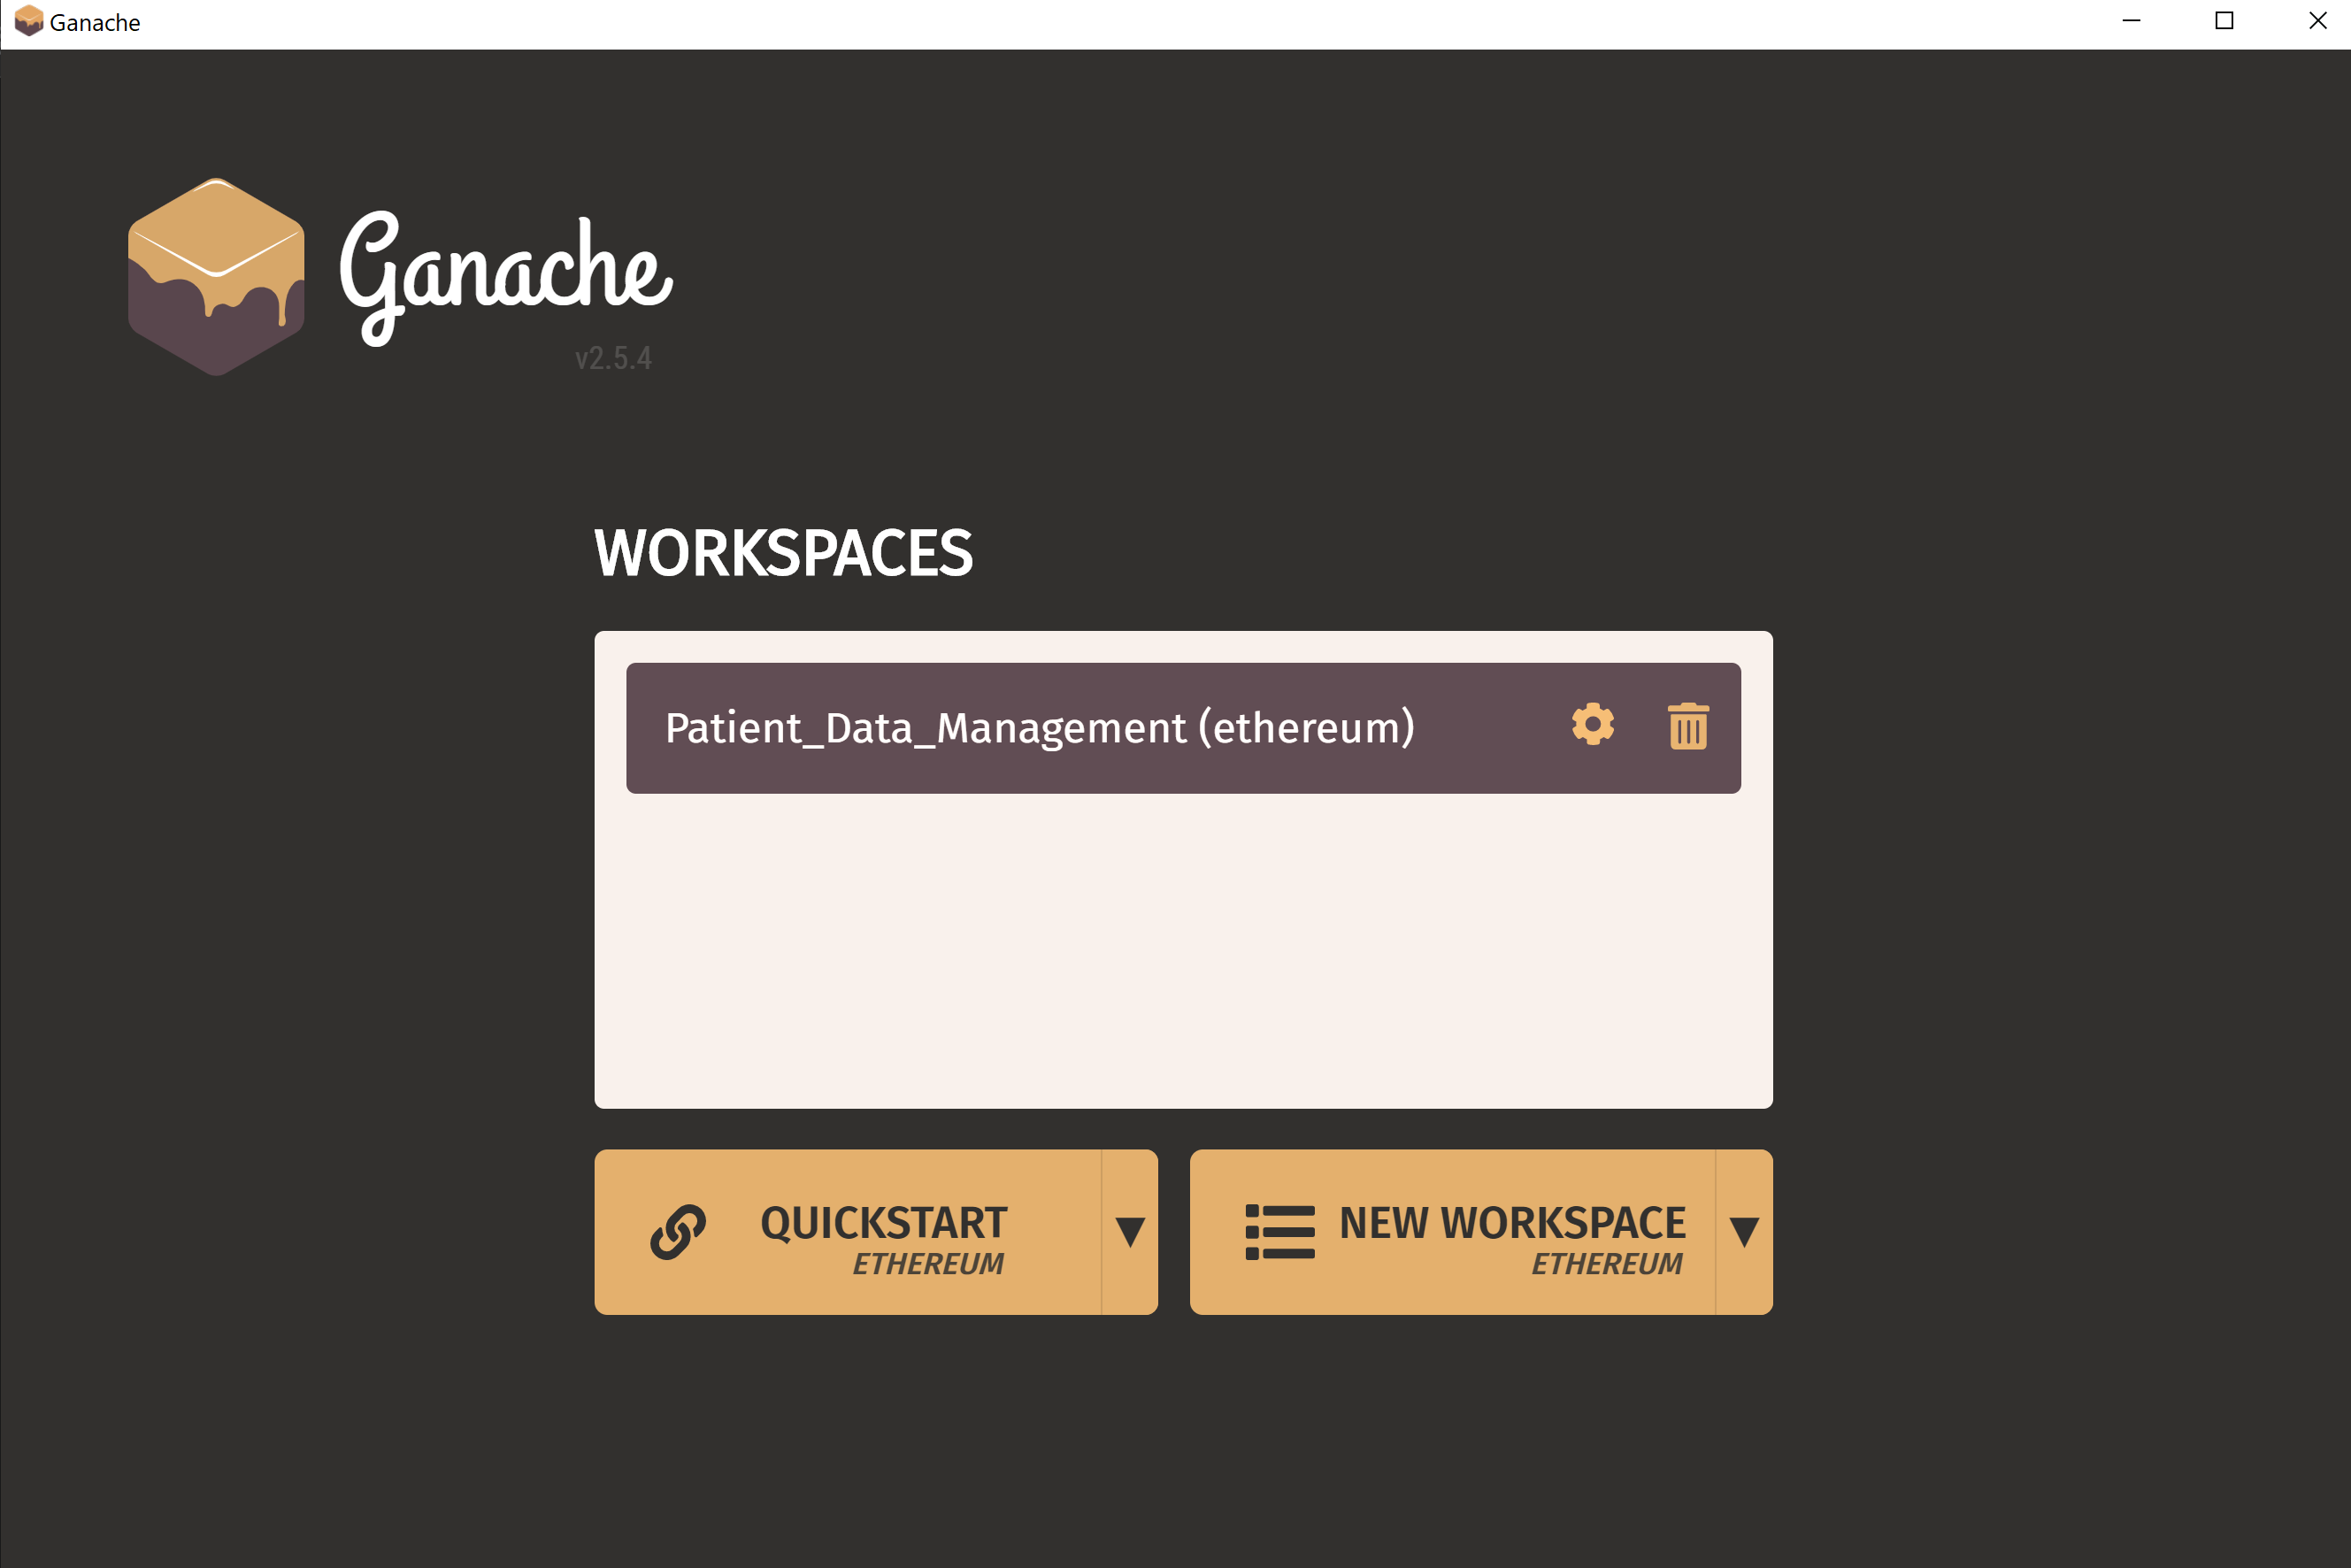 Ganache
Ganache
v2.5.4
WORKSPACES
Patient_Data_Management (ethereum)
QUICKSTART
ETHEREUM
NEW WORKSPACE
ETHEREUM